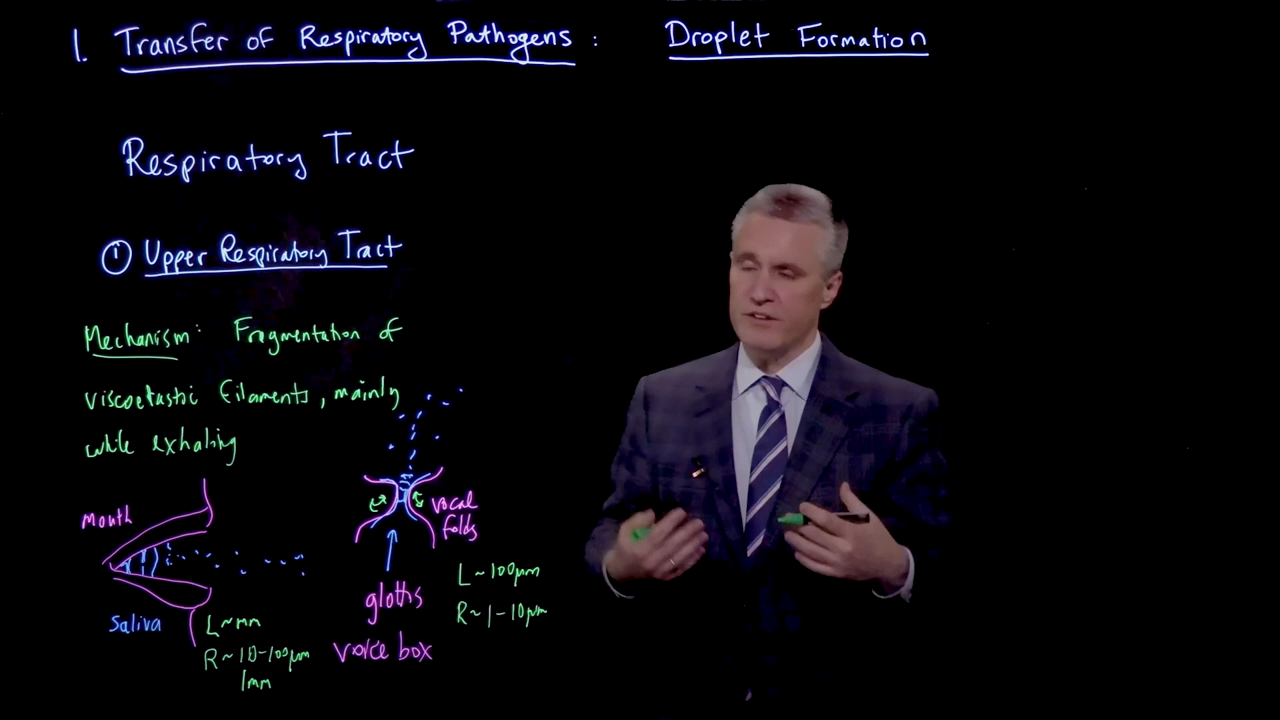 1. Transfer of Respiratory Pathogens : Droplet Formation
Respiratory Tract
① Upper Respiratory Tract
Mechanism: Fragmentation of
viscoelastic filaments, mainly
while exhaling
Mouth
Saliva
L~mm
R~10-100μm
1mm
vocal
folds
glottis
voice box
L~100μm
R~1-10μm